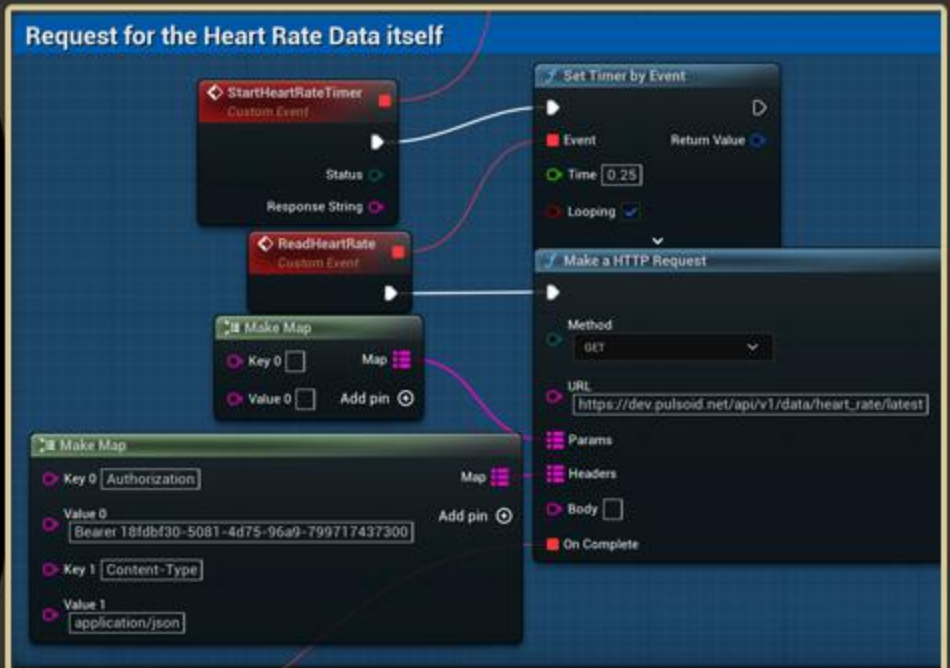 Request for the Heart Rate Data itself
StartHeartRateTimer
Custom Event
Status
Response String
Set Timer by Event
Event
Return Value
Time 0.25
Looping
ReadHeartRate
Custom Event
Make a HTTP Request
Method
GET
URL
https://dev.pulsoid.net/api/v1/data/heart_rate/latest
Params
Headers
Body
On Complete
Make Map
Key 0
Map
Value 0
Add pin
Make Map
Key 0 Authorization
Map
Value 0
Bearer 18fdbf30-5081-4d75-96a9-799717437300
Add pin
Key 1 Content-Type
Value 1
application/json